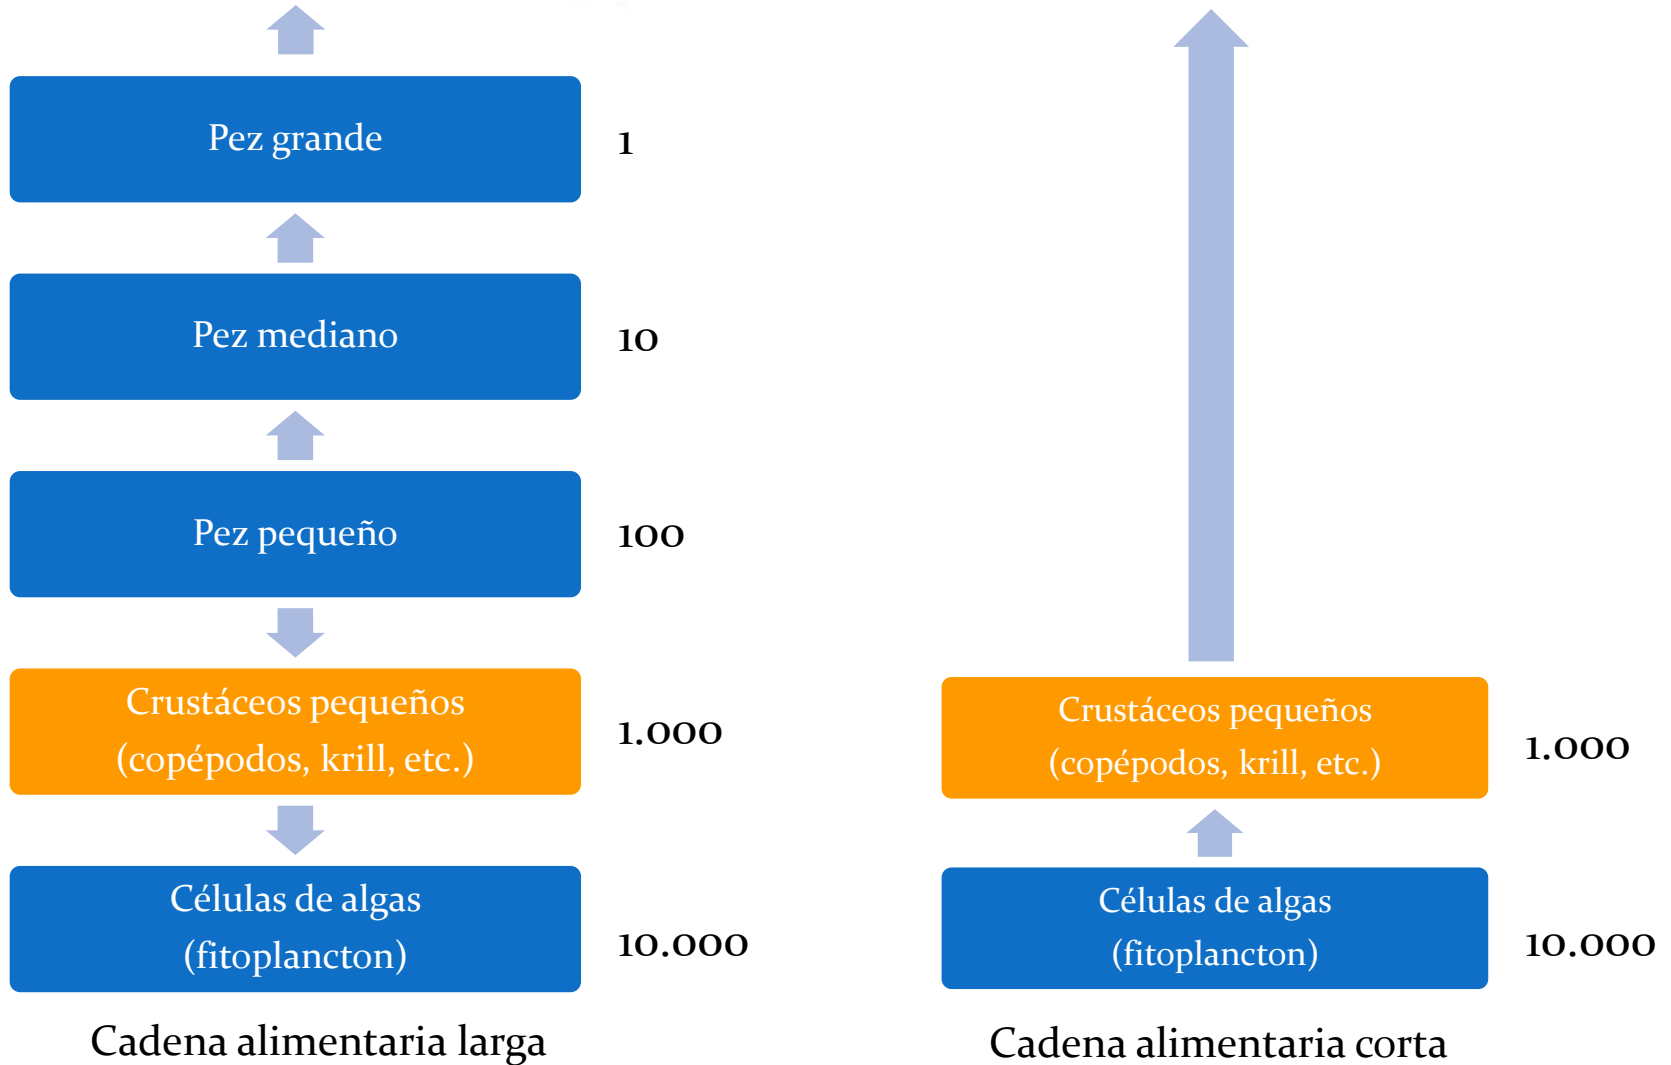 Pez grande
1
Pez mediano
10
Pez pequeño
100
Crustáceos pequeños
(copépodos, krill, etc.)
1.000
Células de algas
(fitoplancton)
10.000
Cadena alimentaria larga
Crustáceos pequeños
(copépodos, krill, etc.)
1.000
Células de algas
(fitoplancton)
10.000
Cadena alimentaria corta